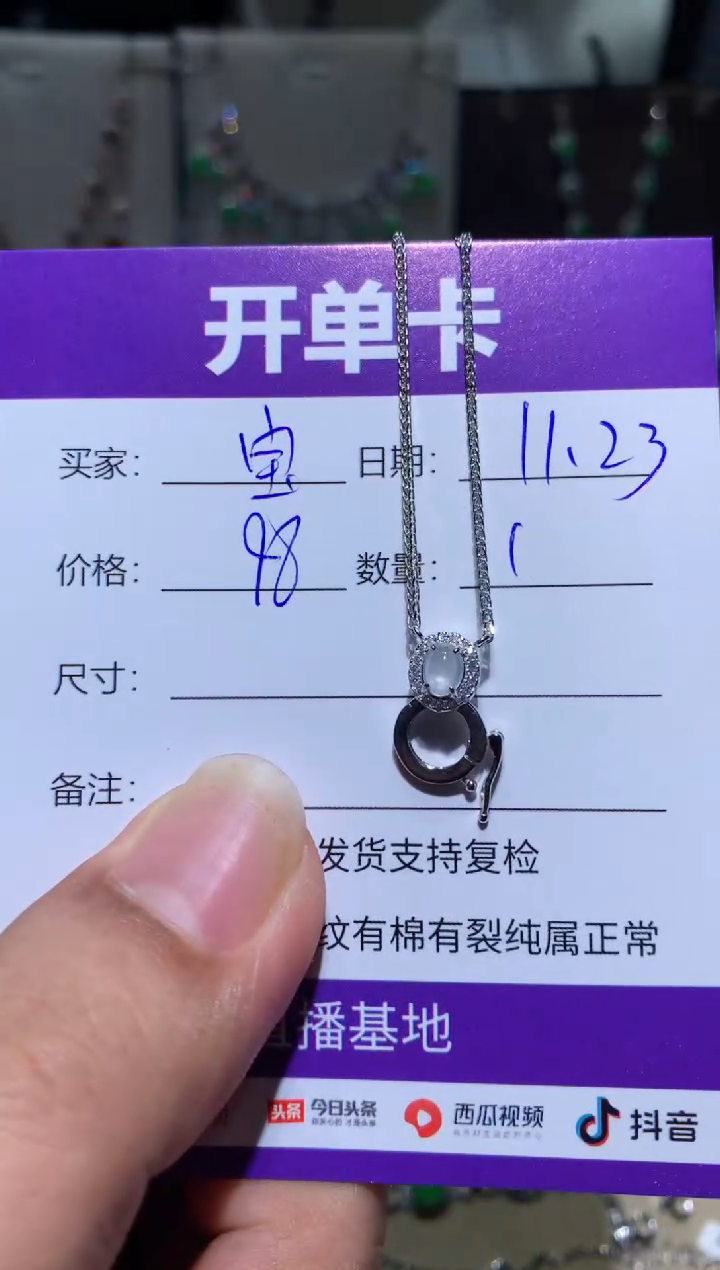 开单卡
买家： 宝 日期： 11.23
价格： 98 数量： 1
尺寸：
备注：
发货支持复检
纹有棉有裂纯属正常
播基地
头条 今日头条 西瓜视频 抖音